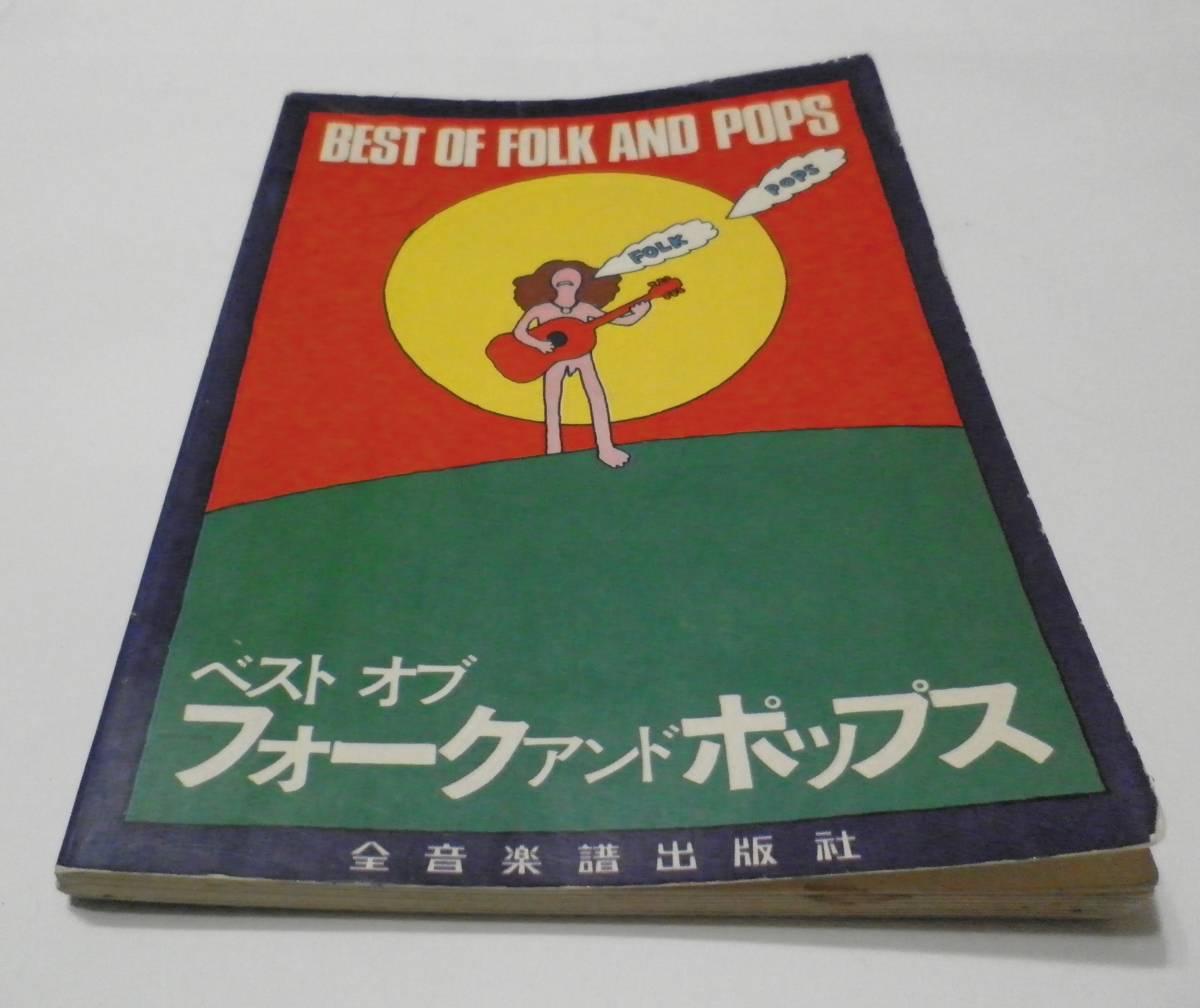 BEST OF FOLK AND POPS
POPS
FOLK
ベスト オブ
フォークアンドポップス
全音楽譜出版社